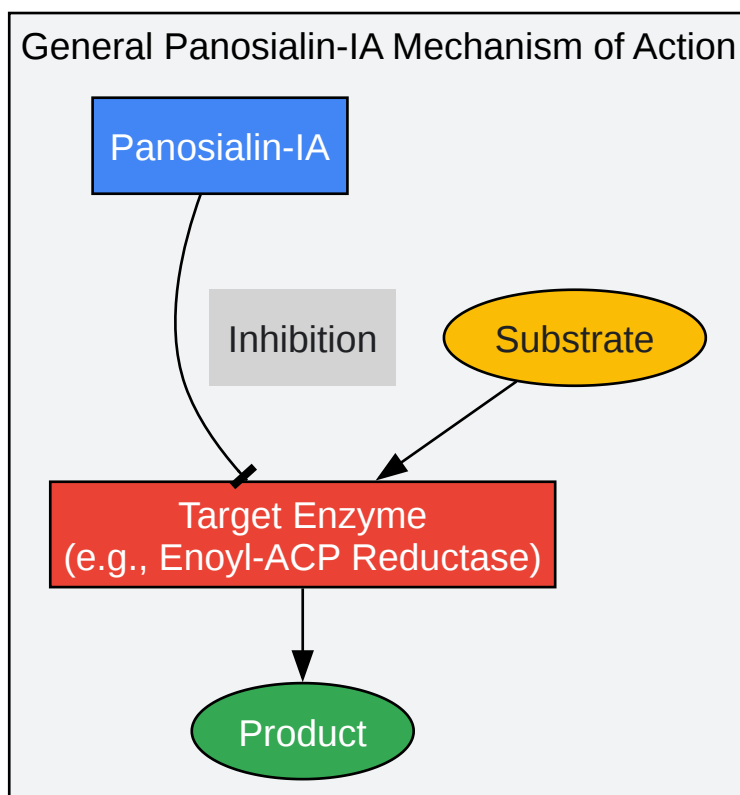 General Panosialin-IA Mechanism of Action
Panosialin-IA
Inhibition
Substrate
Target Enzyme
(e.g., Enoyl-ACP Reductase)
Product